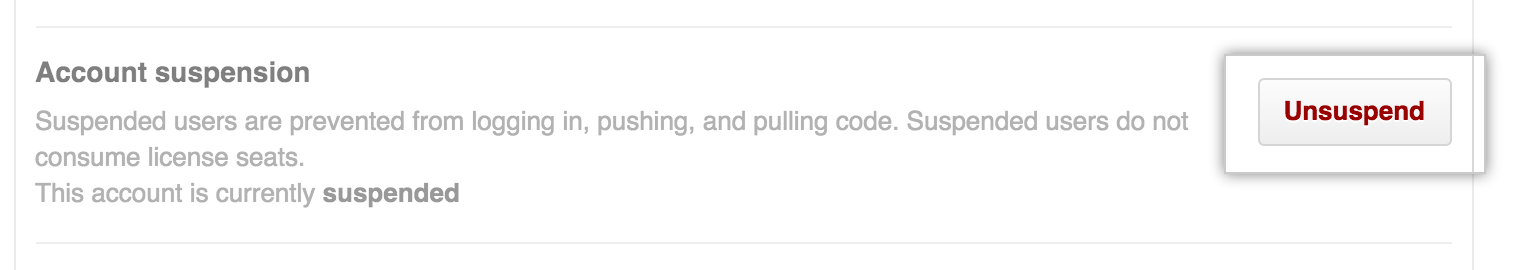 Account suspension
Unsuspend
Suspended users are prevented from logging in, pushing, and pulling code. Suspended users do not
consume license seats.
This account is currently suspended